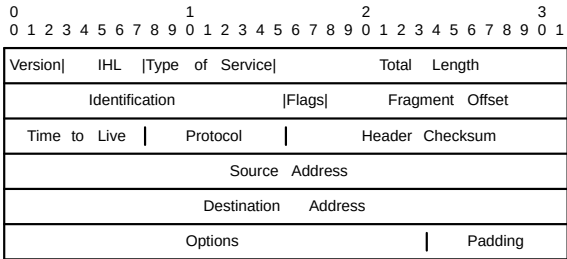 0 1 2 3
0 1 2 3 4 5 6 7 8 9 0 1 2 3 4 5 6 7 8 9 0 1 2 3 4 5 6 7 8 9 0 1
Version| IHL |Type of Service| Total Length
Identification |Flags| Fragment Offset
Time to Live | Protocol | Header Checksum
Source Address
Destination Address
Options | Padding